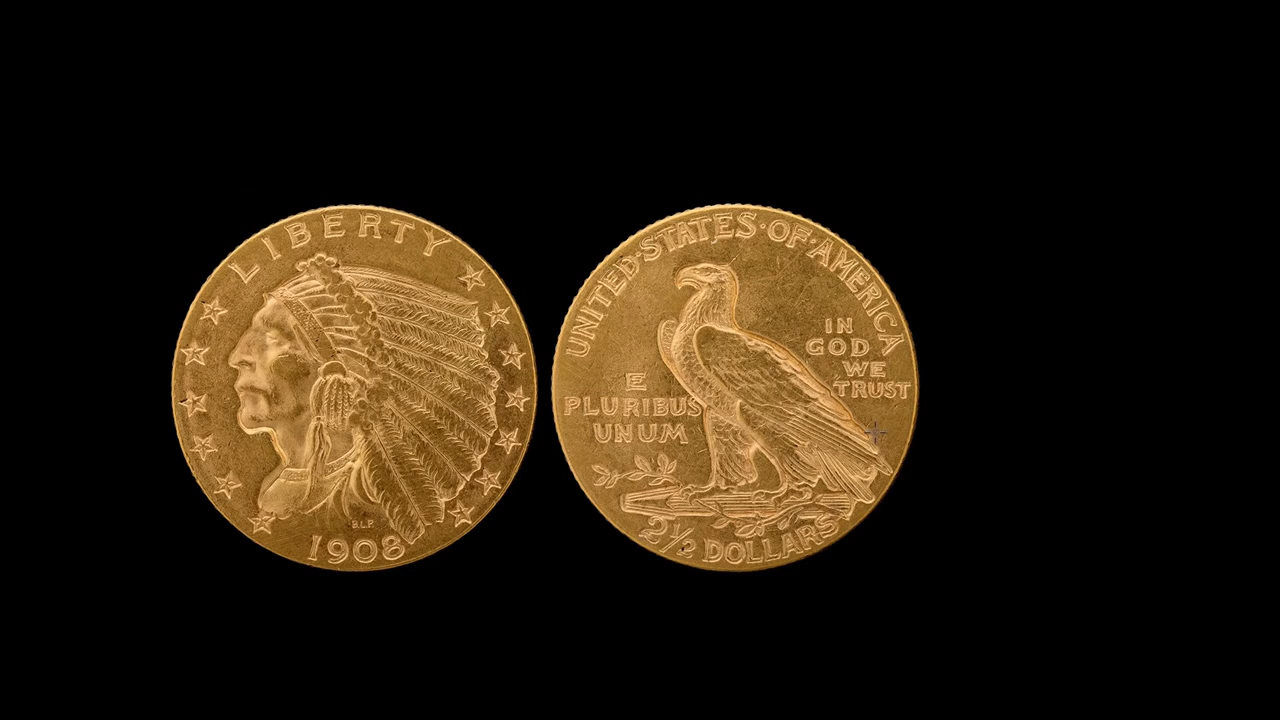 LIBERTY
B.L.P.
1908
UNITED·STATES·OF·AMERICA
IN
GOD
WE
TRUST
E
PLURIBUS
UNUM
2½ DOLLARS